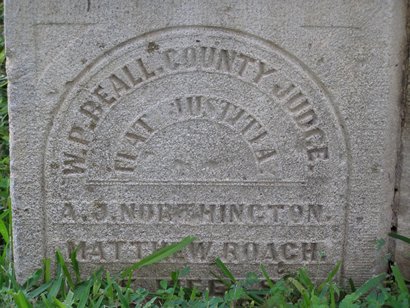 W.P. BEALL. COUNTY JUDGE.
FIAT JUSTITIA
A.J. NORTHINGTON.
MATTHEW ROACH.